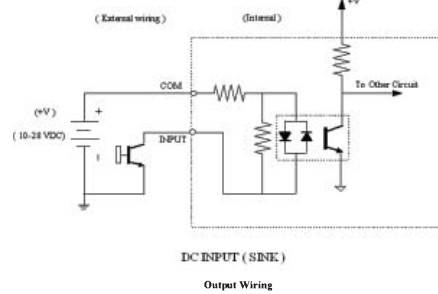 ( External wiring )
(Internal)
+V
COM
To Other Circuit
(+V)
+
( 10-28 VDC)
INPUT
DC INPUT ( SINK )
Output Wiring